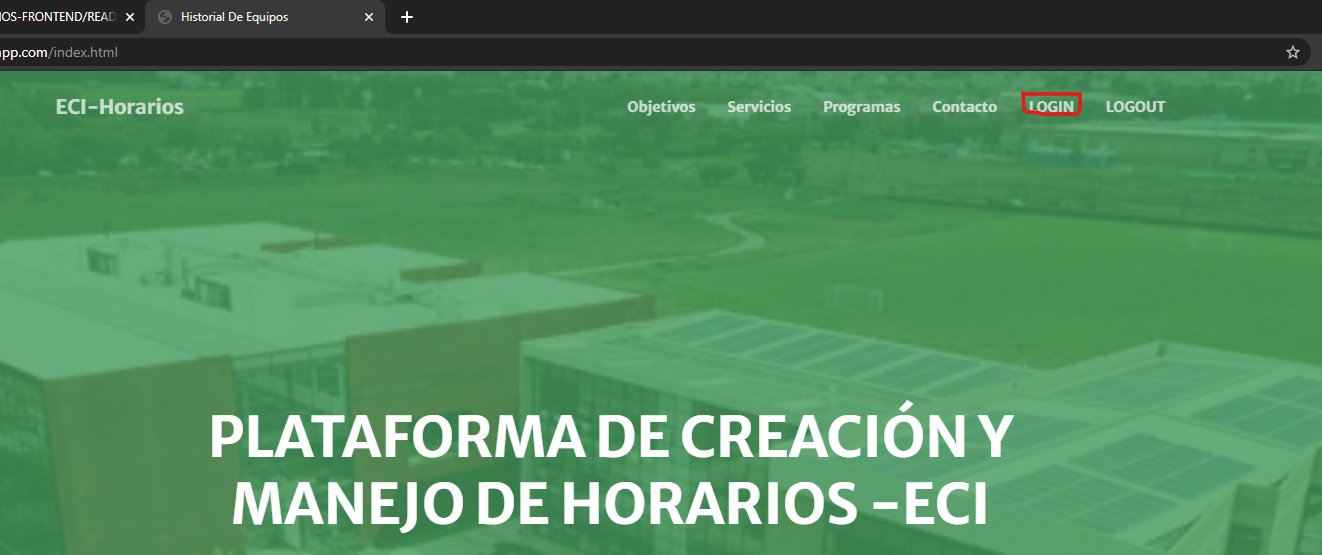 IOS-FRONTEND/READ
Historial De Equipos
app.com/index.html
ECI-Horarios
Objetivos Servicios Programas Contacto LOGIN LOGOUT
PLATAFORMA DE CREACIÓN Y
MANEJO DE HORARIOS -ECI